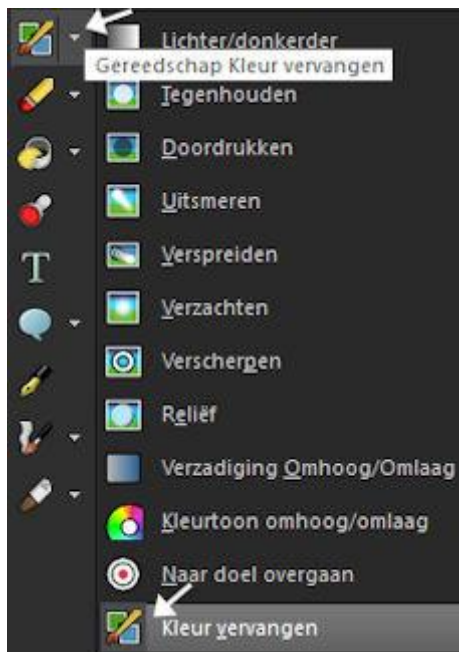 Lichter/donkerder
Gereedschap Kleur vervangen
Tegenhouden
Doordrukken
Uitsmeren
Verspreiden
Verzachten
Verscherpen
T
Reliëf
Verzadiging Omhoog/Omlaag
Kleurtoon omhoog/omlaag
Naar doel overgaan
Kleur vervangen